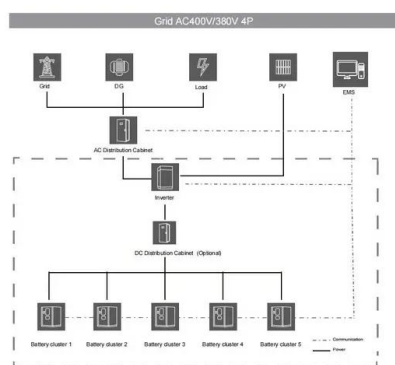 Grid AC400V/380V 4P
Grid
DG
Load
PV
EMS
AC Distribution Cabinet
Inverter
DC Distribution Cabinet (Optional)
Battery cluster 1
Battery cluster 2
Battery cluster 3
Battery cluster 4
Battery cluster 5
Communication
Power